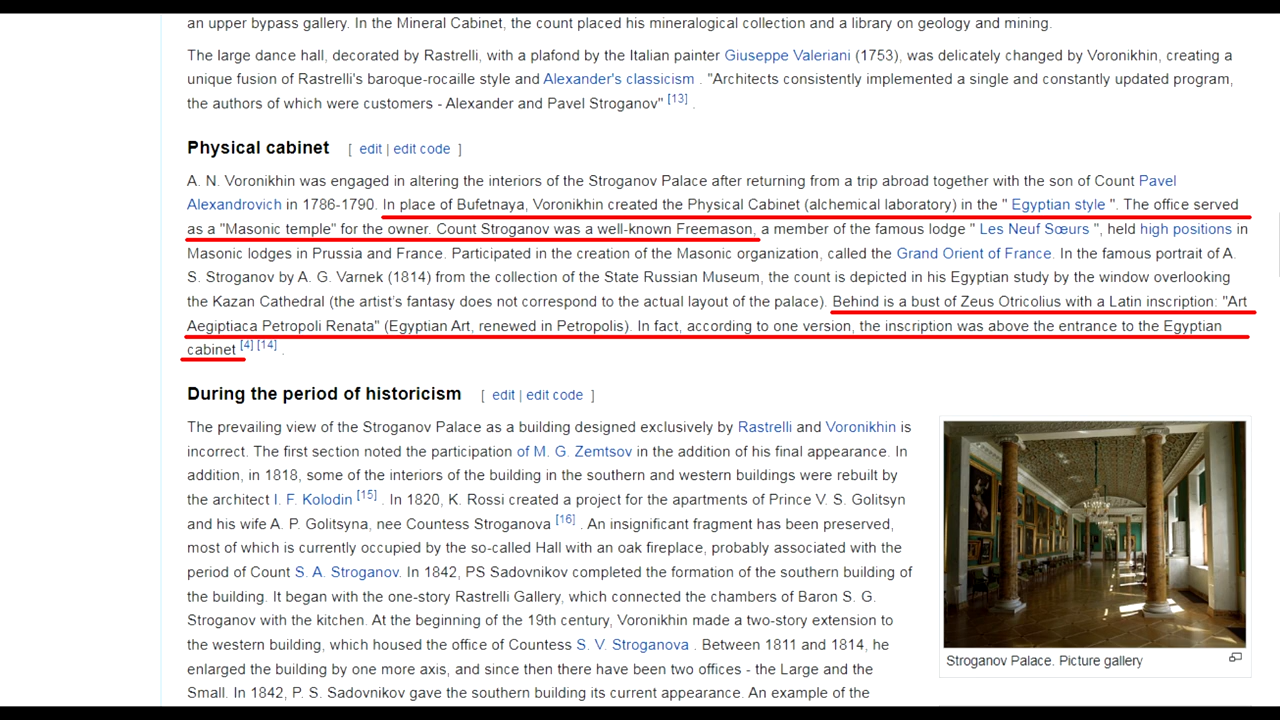 an upper bypass gallery. In the Mineral Cabinet, the count placed his mineralogical collection and a library on geology and mining.
The large dance hall, decorated by Rastrelli, with a plafond by the Italian painter Giuseppe Valeriani (1753), was delicately changed by Voronikhin, creating a
unique fusion of Rastrelli's baroque-rocaille style and Alexander's classicism . "Architects consistently implemented a single and constantly updated program,
the authors of which were customers - Alexander and Pavel Stroganov" [13] .
Physical cabinet [ edit | edit code ]
A. N. Voronikhin was engaged in altering the interiors of the Stroganov Palace after returning from a trip abroad together with the son of Count Pavel
Alexandrovich in 1786-1790. In place of Bufetnaya, Voronikhin created the Physical Cabinet (alchemical laboratory) in the " Egyptian style ". The office served
as a "Masonic temple" for the owner. Count Stroganov was a well-known Freemason, a member of the famous lodge " Les Neuf Sœurs ", held high positions in
Masonic lodges in Prussia and France. Participated in the creation of the Masonic organization, called the Grand Orient of France. In the famous portrait of A.
S. Stroganov by A. G. Varnek (1814) from the collection of the State Russian Museum, the count is depicted in his Egyptian study by the window overlooking
the Kazan Cathedral (the artist's fantasy does not correspond to the actual layout of the palace). Behind is a bust of Zeus Otricolius with a Latin inscription: "Art
Aegiptiaca Petropoli Renata" (Egyptian Art, renewed in Petropolis). In fact, according to one version, the inscription was above the entrance to the Egyptian
cabinet [4] [14] .
During the period of historicism [ edit | edit code ]
The prevailing view of the Stroganov Palace as a building designed exclusively by Rastrelli and Voronikhin is
incorrect. The first section noted the participation of M. G. Zemtsov in the addition of his final appearance. In
addition, in 1818, some of the interiors of the building in the southern and western buildings were rebuilt by
the architect I. F. Kolodin [15] . In 1820, K. Rossi created a project for the apartments of Prince V. S. Golitsyn
and his wife A. P. Golitsyna, nee Countess Stroganova [16] . An insignificant fragment has been preserved,
most of which is currently occupied by the so-called Hall with an oak fireplace, probably associated with the
period of Count S. A. Stroganov. In 1842, PS Sadovnikov completed the formation of the southern building of
the building. It began with the one-story Rastrelli Gallery, which connected the chambers of Baron S. G.
Stroganov with the kitchen. At the beginning of the 19th century, Voronikhin made a two-story extension to
the western building, which housed the office of Countess S. V. Stroganova . Between 1811 and 1814, he
enlarged the building by one more axis, and since then there have been two offices - the Large and the
Small. In 1842, P. S. Sadovnikov gave the southern building its current appearance. An example of the
Stroganov Palace. Picture gallery